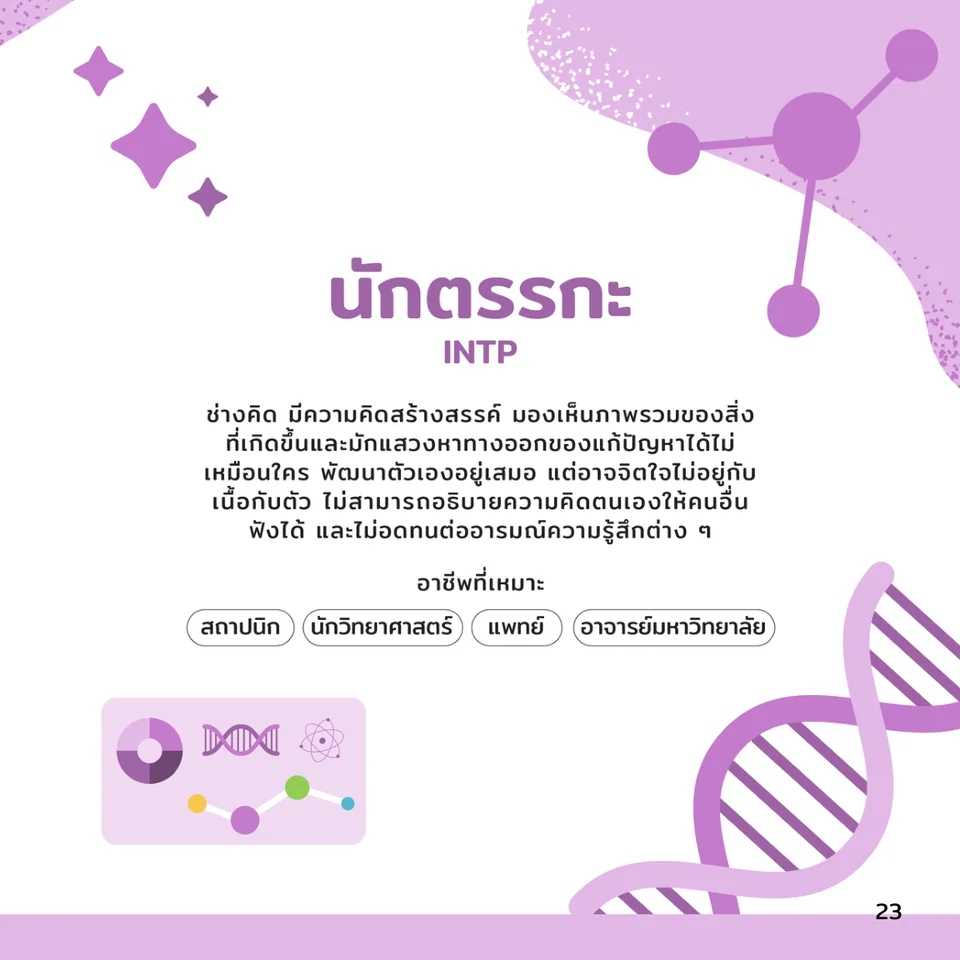 นักตรรกะ
INTP
ช่างคิด มีความคิดสร้างสรรค์ มองเห็นภาพรวมของสิ่ง
ที่เกิดขึ้นและมักแสวงหาทางออกของแก้ปัญหาได้ไม่
เหมือนใคร พัฒนาตัวเองอยู่เสมอ แต่อาจจิตใจไม่อยู่กับ
เนื้อกับตัว ไม่สามารถอธิบายความคิดตนเองให้คนอื่น
ฟังได้ และไม่อดทนต่ออารมณ์ความรู้สึกต่าง ๆ
อาชีพที่เหมาะ
สถาปนิก นักวิทยาศาสตร์ แพทย์ อาจารย์มหาวิทยาลัย
23